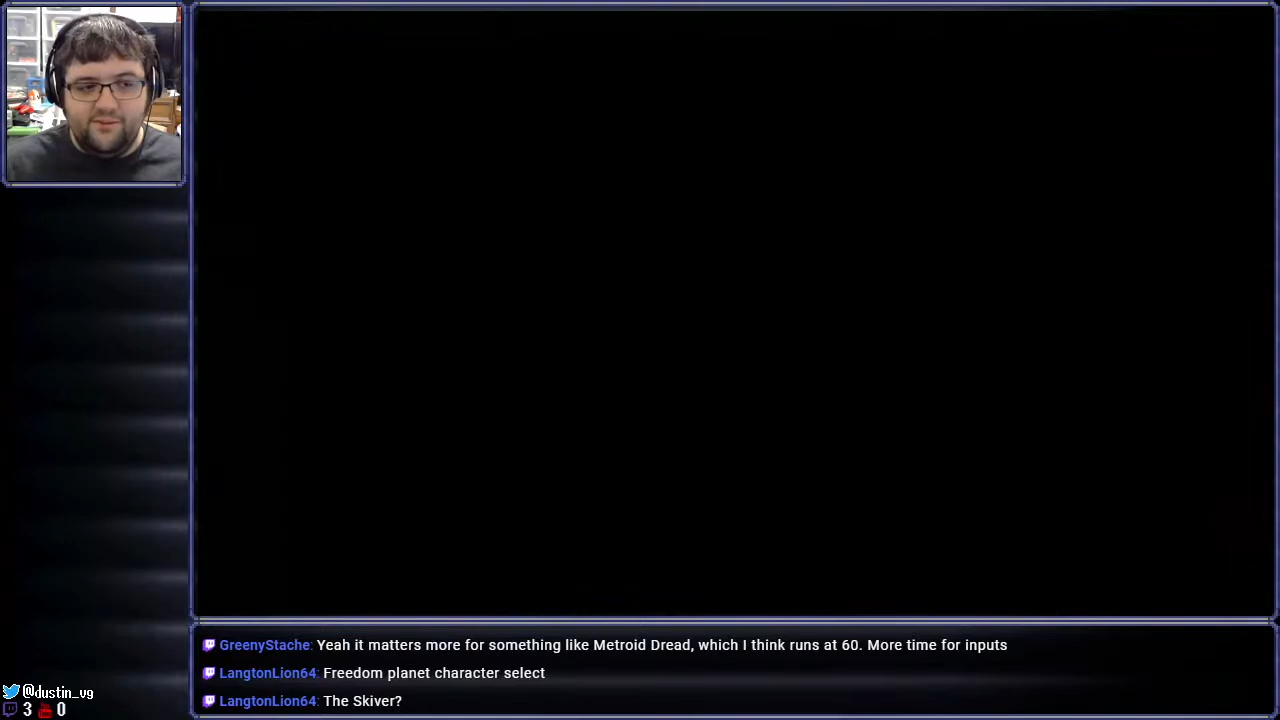 GreenyStache: Yeah it matters more for something like Metroid Dread, which I think runs at 60. More time for inputs
LangtonLion64: Freedom planet character select
LangtonLion64: The Skiver?
@dustin_vg
3 0